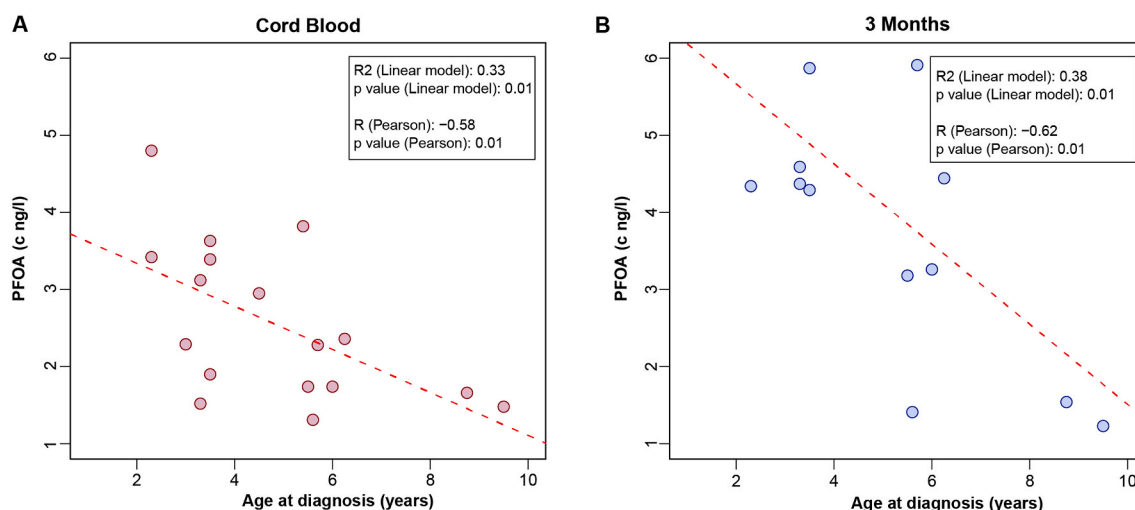 A
Cord Blood
R2 (Linear model): 0.33
p value (Linear model): 0.01
R (Pearson): −0.58
p value (Pearson): 0.01
PFOA (c ng/l)
6
5
4
3
2
1
2 4 6 8 10
Age at diagnosis (years)
B
3 Months
R2 (Linear model): 0.38
p value (Linear model): 0.01
R (Pearson): −0.62
p value (Pearson): 0.01
PFOA (c ng/l)
6
5
4
3
2
1
2 4 6 8 10
Age at diagnosis (years)